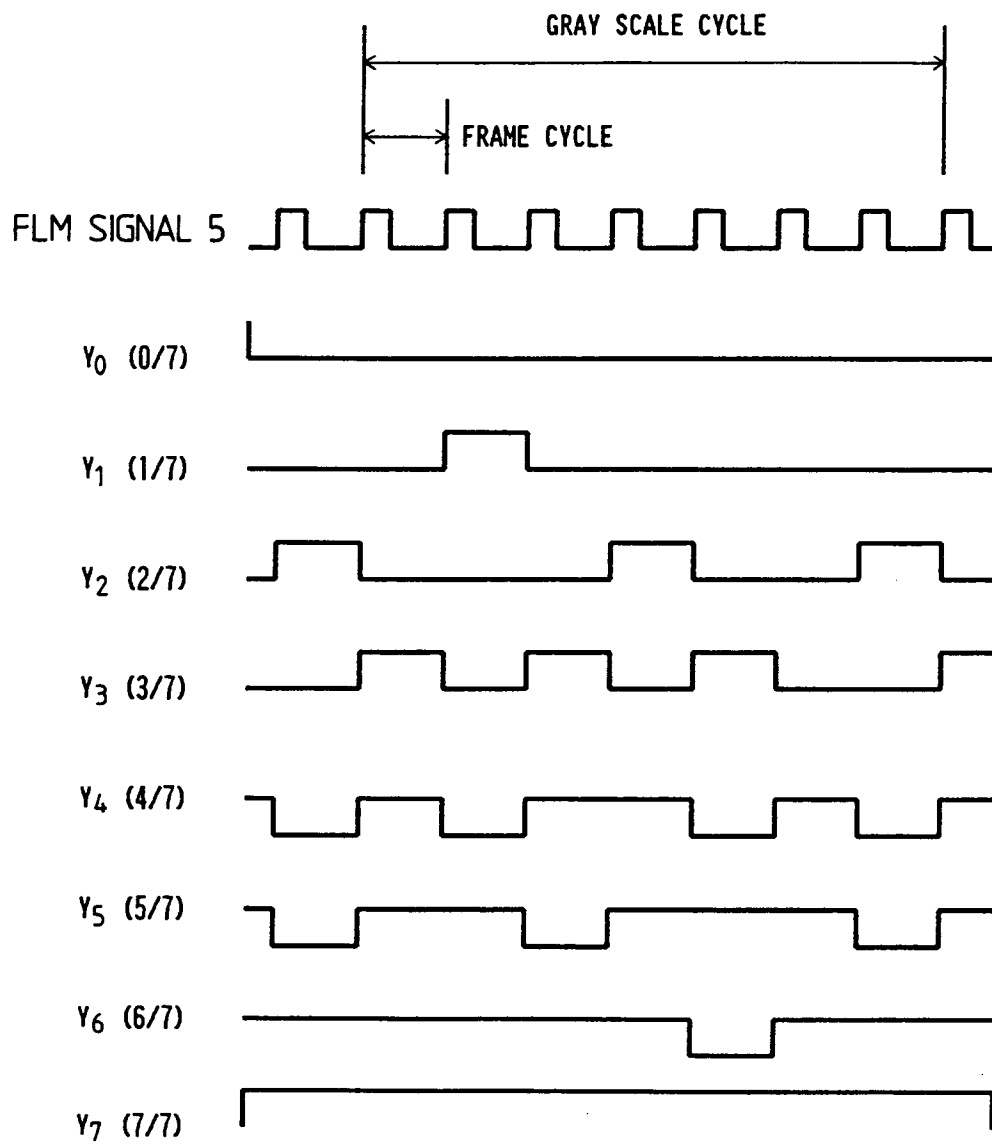 GRAY SCALE CYCLE
FRAME CYCLE
FLM SIGNAL 5
Y0 (0/7)
Y1 (1/7)
Y2 (2/7)
Y3 (3/7)
Y4 (4/7)
Y5 (5/7)
Y6 (6/7)
Y7 (7/7)